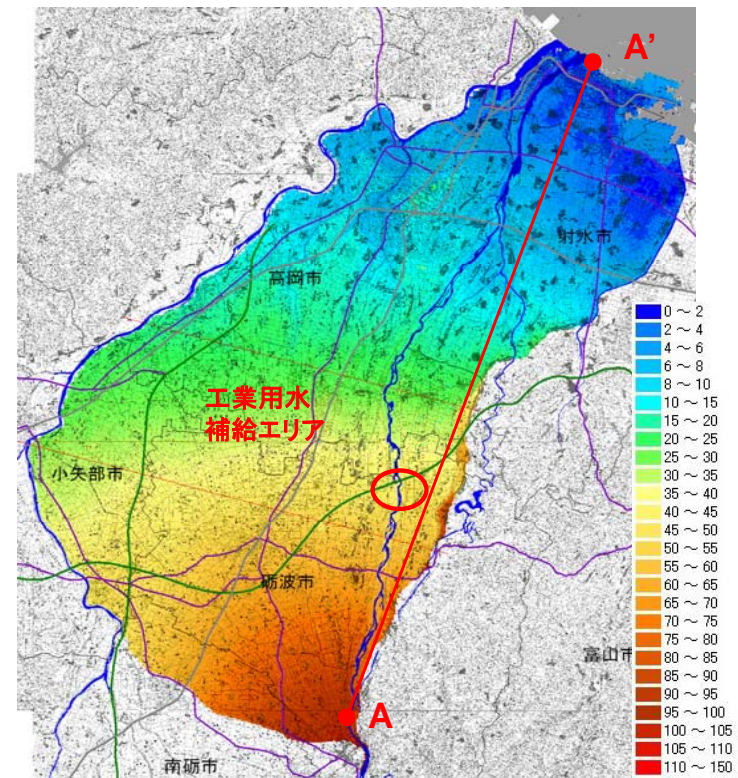 A'
射水市
高岡市
工業用水
補給エリア
小矢部市
砺波市
富山市
A
南砺市
0 ～ 2
2 ～ 4
4 ～ 6
6 ～ 8
8 ～ 10
10 ～ 15
15 ～ 20
20 ～ 25
25 ～ 30
30 ～ 35
35 ～ 40
40 ～ 45
45 ～ 50
50 ～ 55
55 ～ 60
60 ～ 65
65 ～ 70
70 ～ 75
75 ～ 80
80 ～ 85
85 ～ 90
90 ～ 95
95 ～ 100
100 ～ 105
105 ～ 110
110 ～ 150